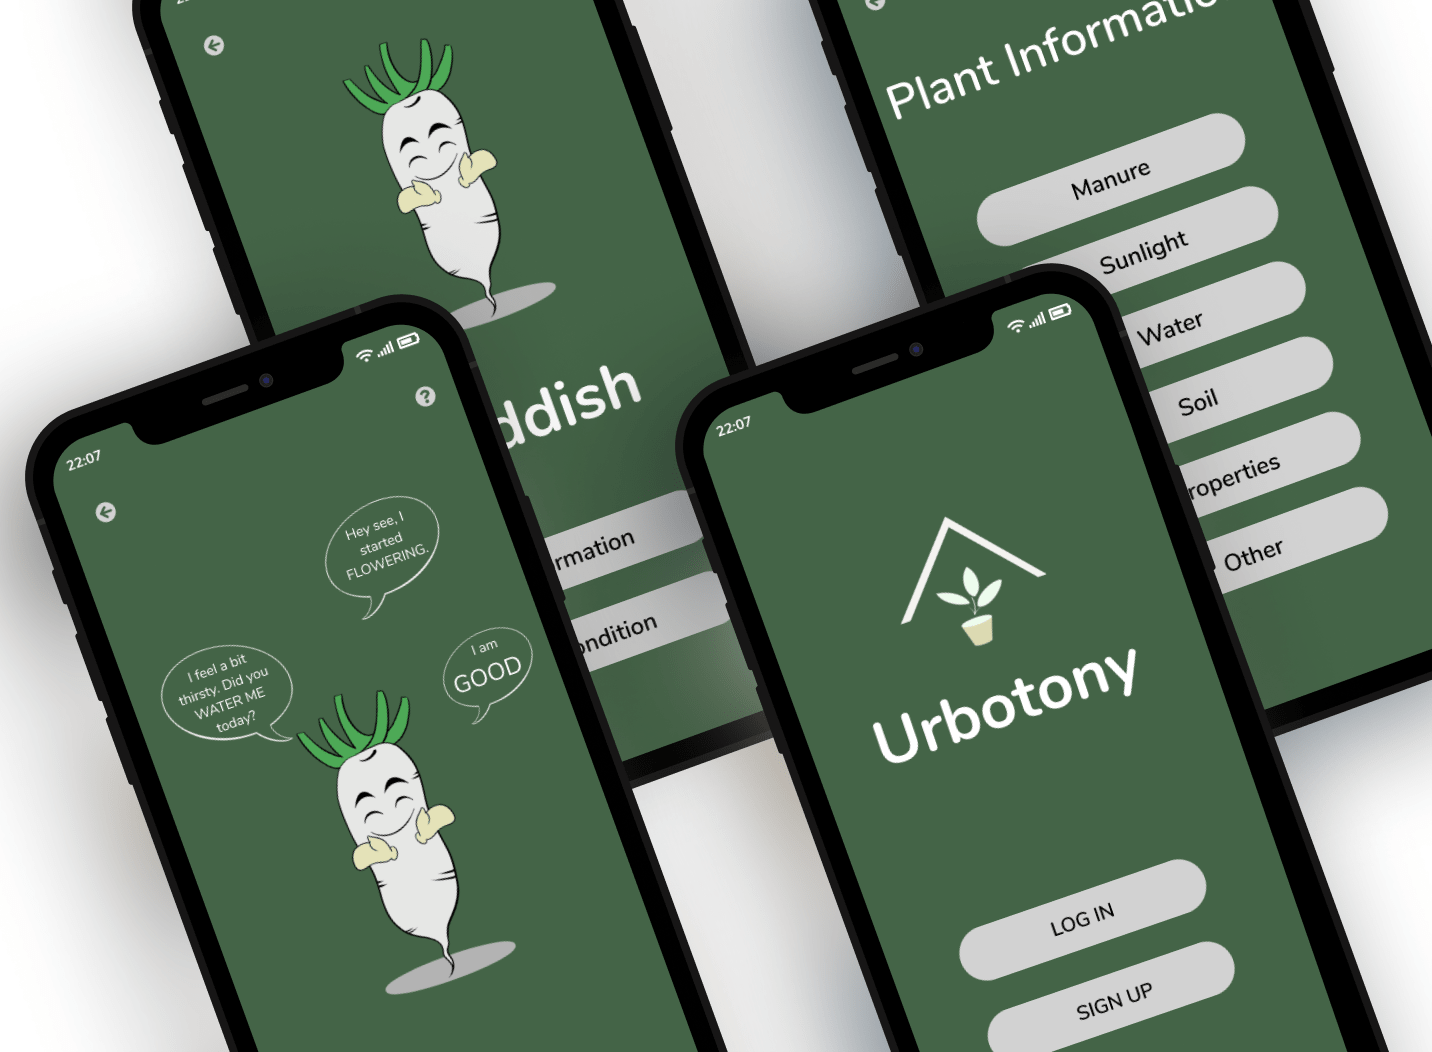 Plant Informatio
Manure
Sunlight
Water
Soil
roperties
Other
ddish
rmation
ondition
22:07
Hey see, I
started
FLOWERING.
I feel a bit
thirsty. Did you
WATER ME
today?
I am
GOOD
22:07
Urbotony
LOG IN
SIGN UP